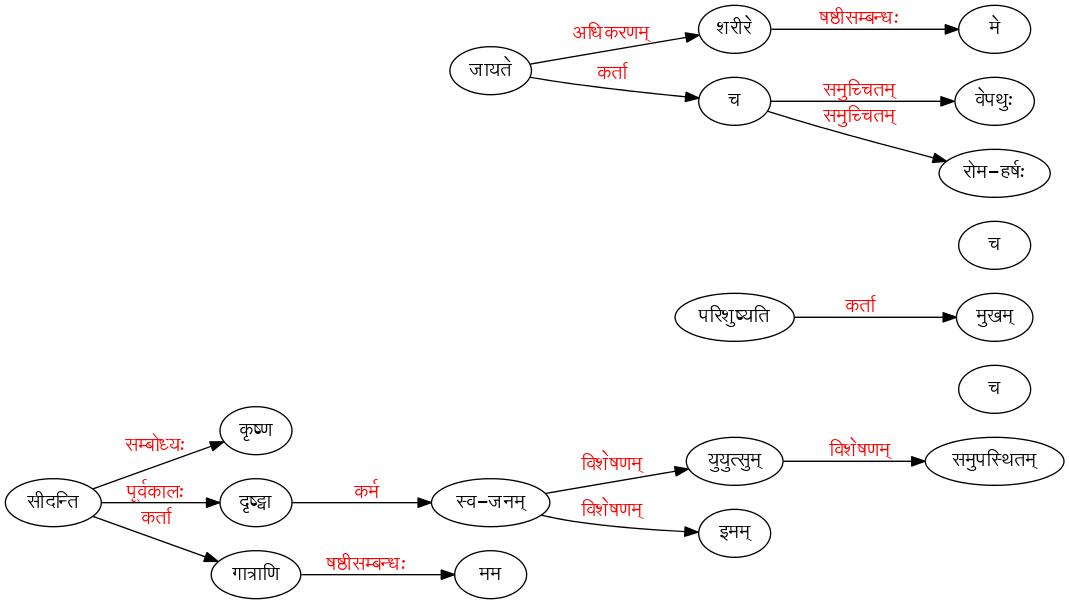 शरीरे
षष्ठीसम्बन्धः
मे
अधिकरणम्
जायते
कर्ता
च
समुच्चितम्
वेपथुः
समुच्चितम्
रोम-हर्षः
च
परिशुष्यति
कर्ता
मुखम्
च
कृष्ण
सम्बोध्यः
युयुत्सुम्
विशेषणम्
समुपस्थितम्
विशेषणम्
सीदन्ति
पूर्वकालः
दृष्ट्वा
कर्म
स्व-जनम्
विशेषणम्
इमम्
कर्ता
गात्राणि
षष्ठीसम्बन्धः
मम